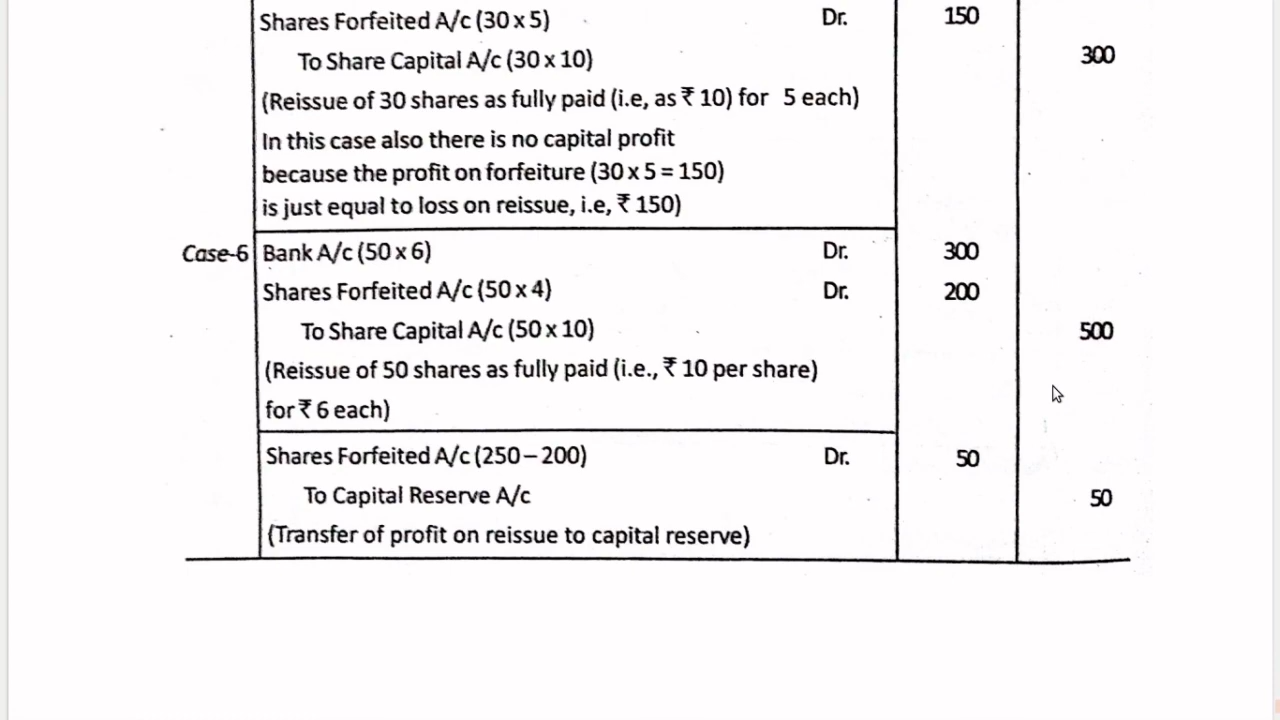 Shares Forfeited A/c (30 x 5) Dr. 150
To Share Capital A/c (30 x 10) 300
(Reissue of 30 shares as fully paid (i.e, as ₹ 10) for 5 each)
In this case also there is no capital profit
because the profit on forfeiture (30 x 5 = 150)
is just equal to loss on reissue, i.e, ₹ 150)
Case-6 Bank A/c (50 x 6) Dr. 300
Shares Forfeited A/c (50 x 4) Dr. 200
To Share Capital A/c (50 x 10) 500
(Reissue of 50 shares as fully paid (i.e., ₹ 10 per share)
for ₹ 6 each)
Shares Forfeited A/c (250 – 200) Dr. 50
To Capital Reserve A/c 50
(Transfer of profit on reissue to capital reserve)